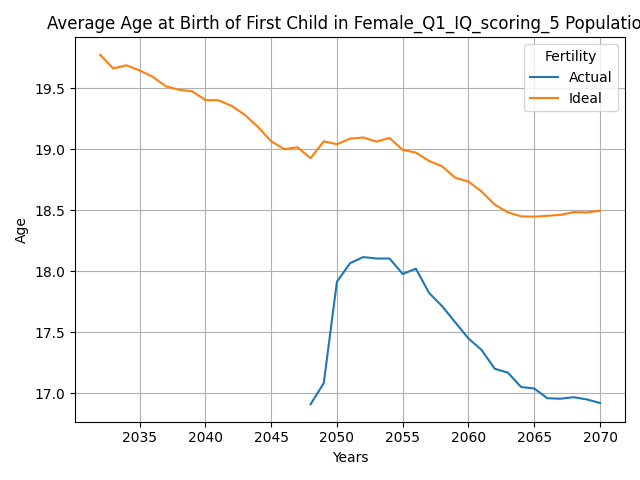 Average Age at Birth of First Child in Female_Q1_IQ_scoring_5 Populatio
Fertility
Actual
Ideal
19.5
19.0
18.5
18.0
17.5
17.0
Age
2035 2040 2045 2050 2055 2060 2065 2070
Years